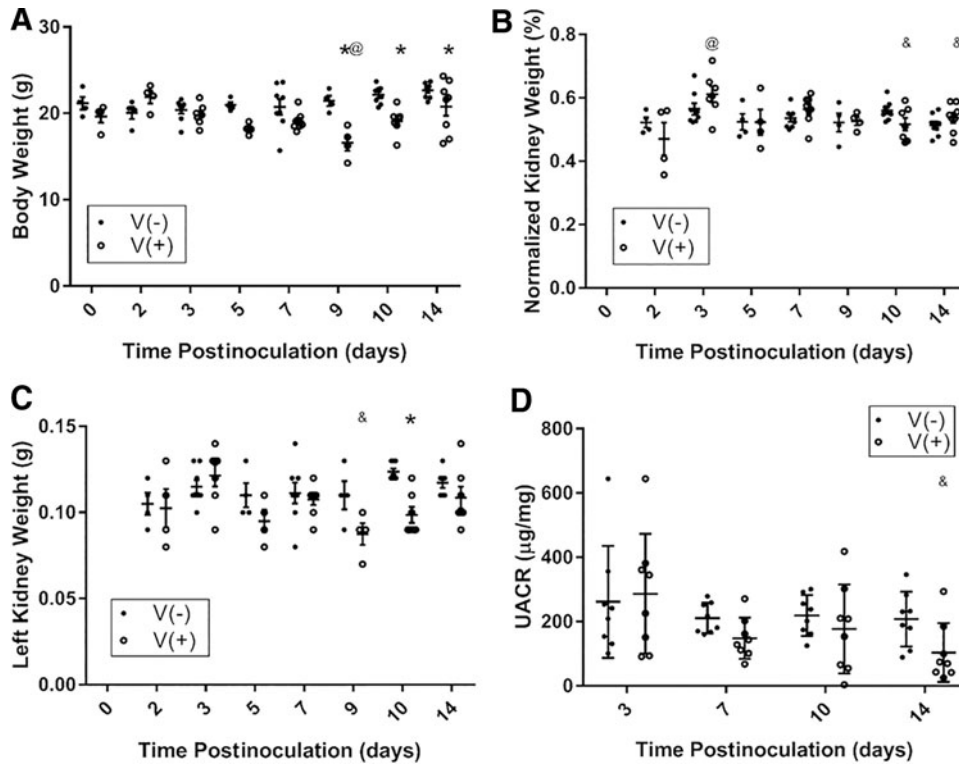 A
Body Weight (g)
30
20
10
0
*@ * *
V(-)
V(+)
0 2 3 5 7 9 10 14
Time Postinoculation (days)
B
Normalized Kidney Weight (%)
0.8
0.6
0.4
0.2
0.0
@ & &
V(-)
V(+)
0 2 3 5 7 9 10 14
Time Postinoculation (days)
C
Left Kidney Weight (g)
0.15
0.10
0.05
0.00
& *
V(-)
V(+)
0 2 3 5 7 9 10 14
Time Postinoculation (days)
D
UACR (µg/mg)
800
600
400
200
0
V(-)
V(+)
&
3 7 10 14
Time Postinoculation (days)